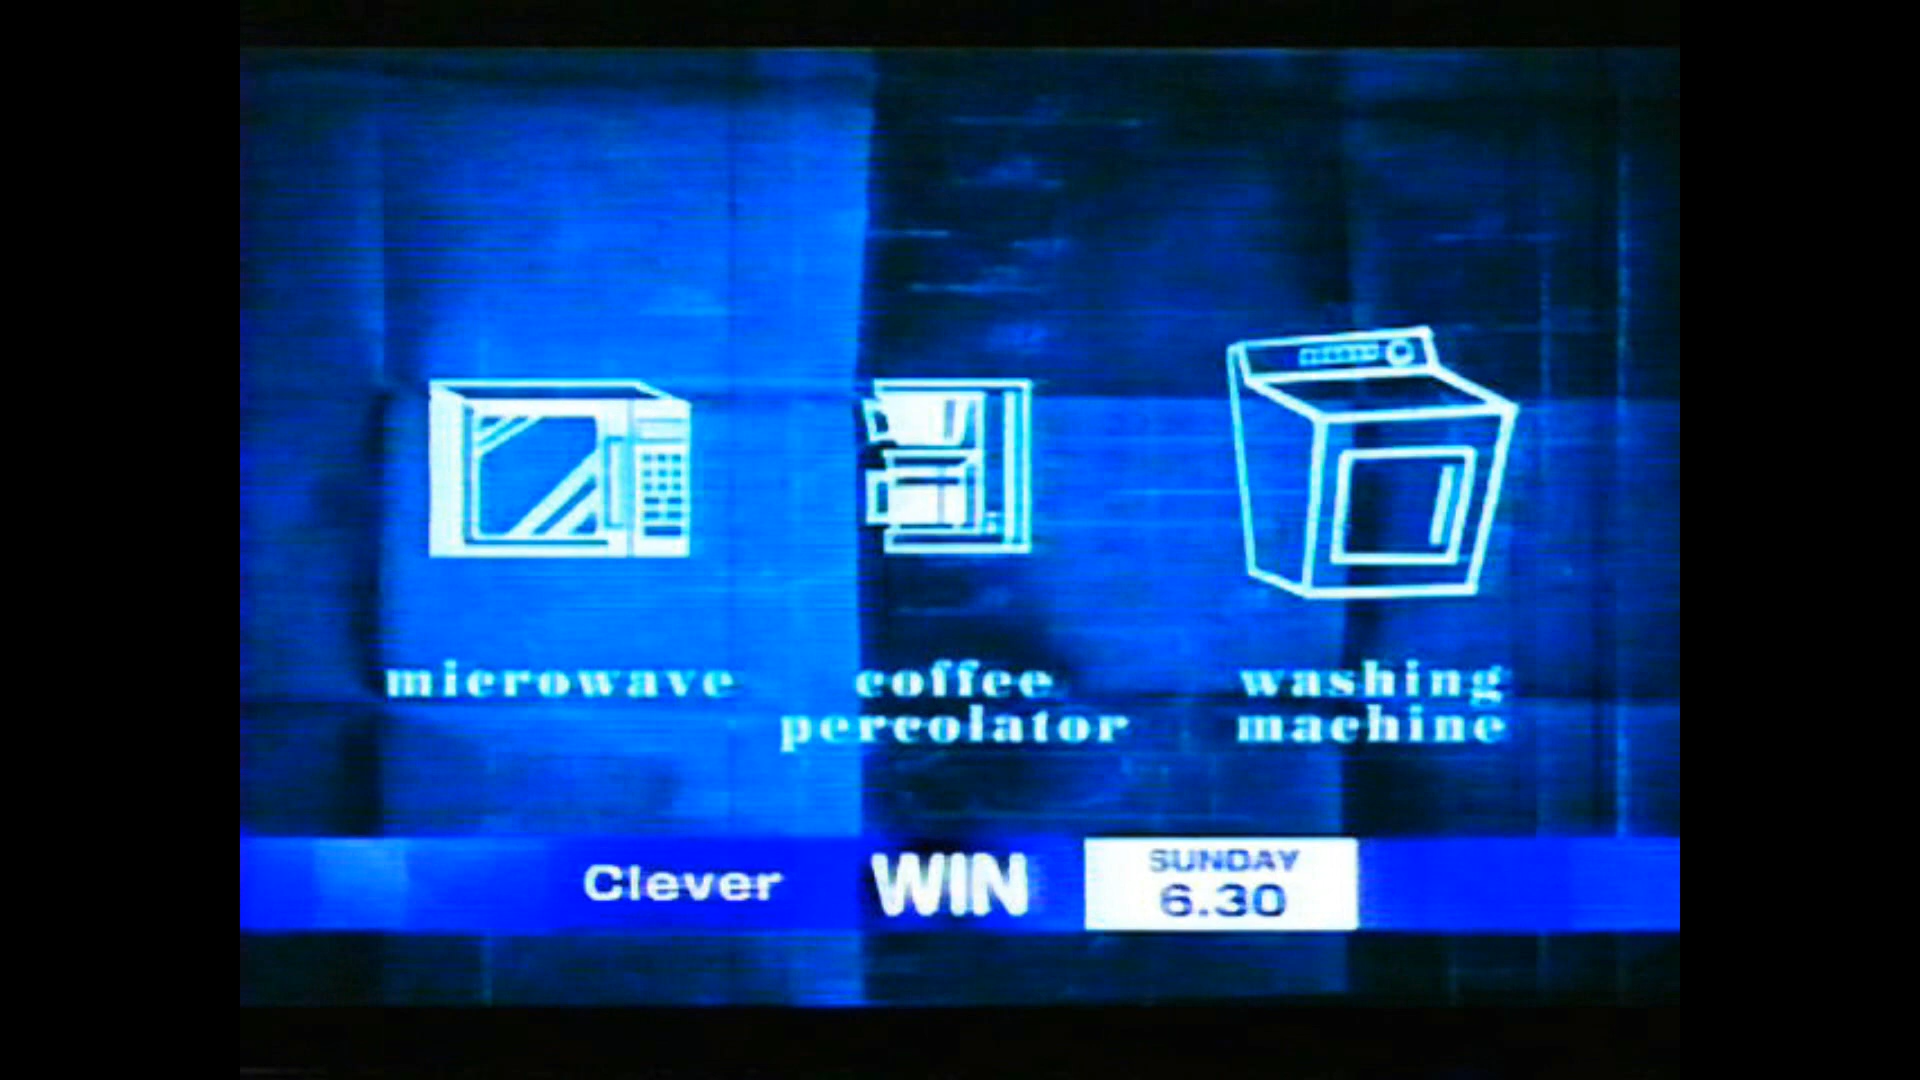 microwave
coffee
percolator
washing
machine
Clever
WIN
SUNDAY
6.30